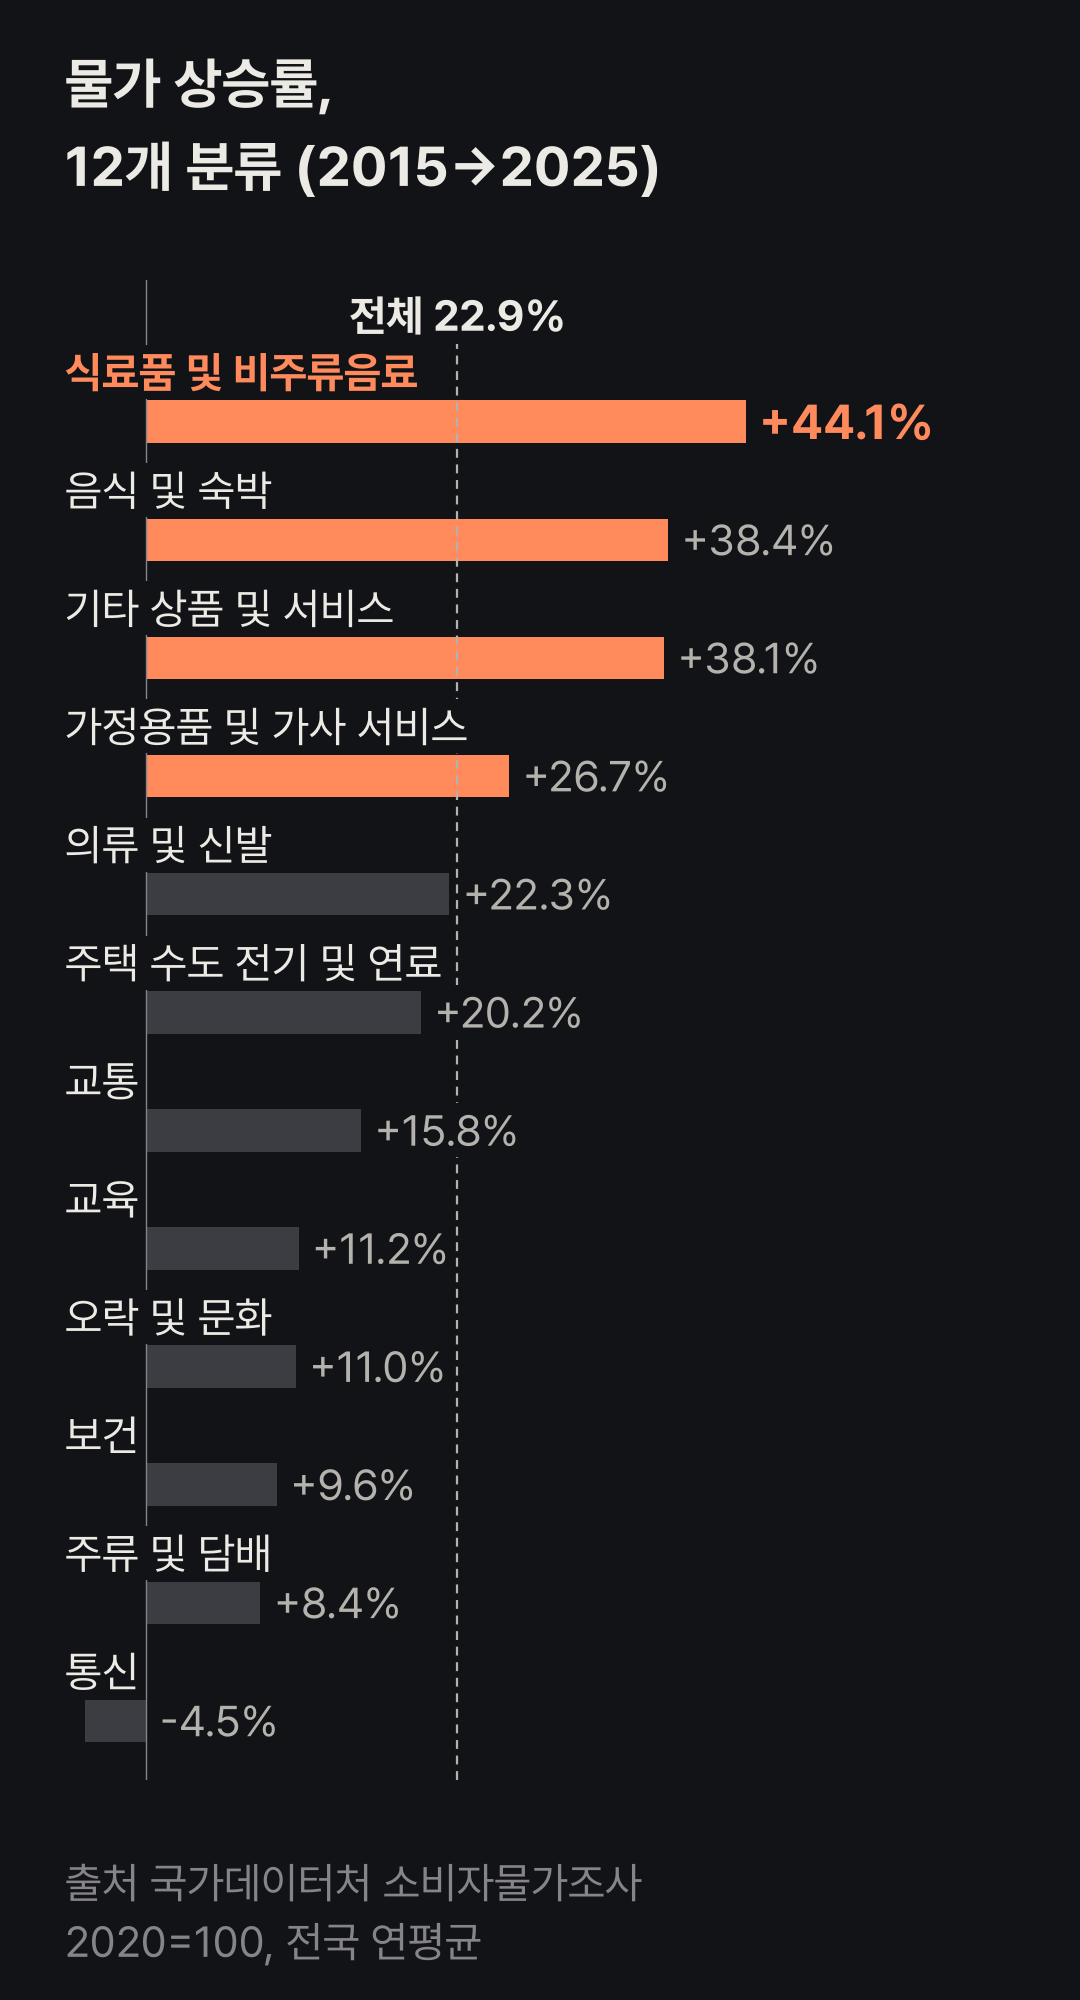 물가 상승률,
12개 분류 (2015→2025)
전체 22.9%
식료품 및 비주류음료
+44.1%
음식 및 숙박
+38.4%
기타 상품 및 서비스
+38.1%
가정용품 및 가사 서비스
+26.7%
의류 및 신발
+22.3%
주택 수도 전기 및 연료
+20.2%
교통
+15.8%
교육
+11.2%
오락 및 문화
+11.0%
보건
+9.6%
주류 및 담배
+8.4%
통신
-4.5%
출처 국가데이터처 소비자물가조사
2020=100, 전국 연평균